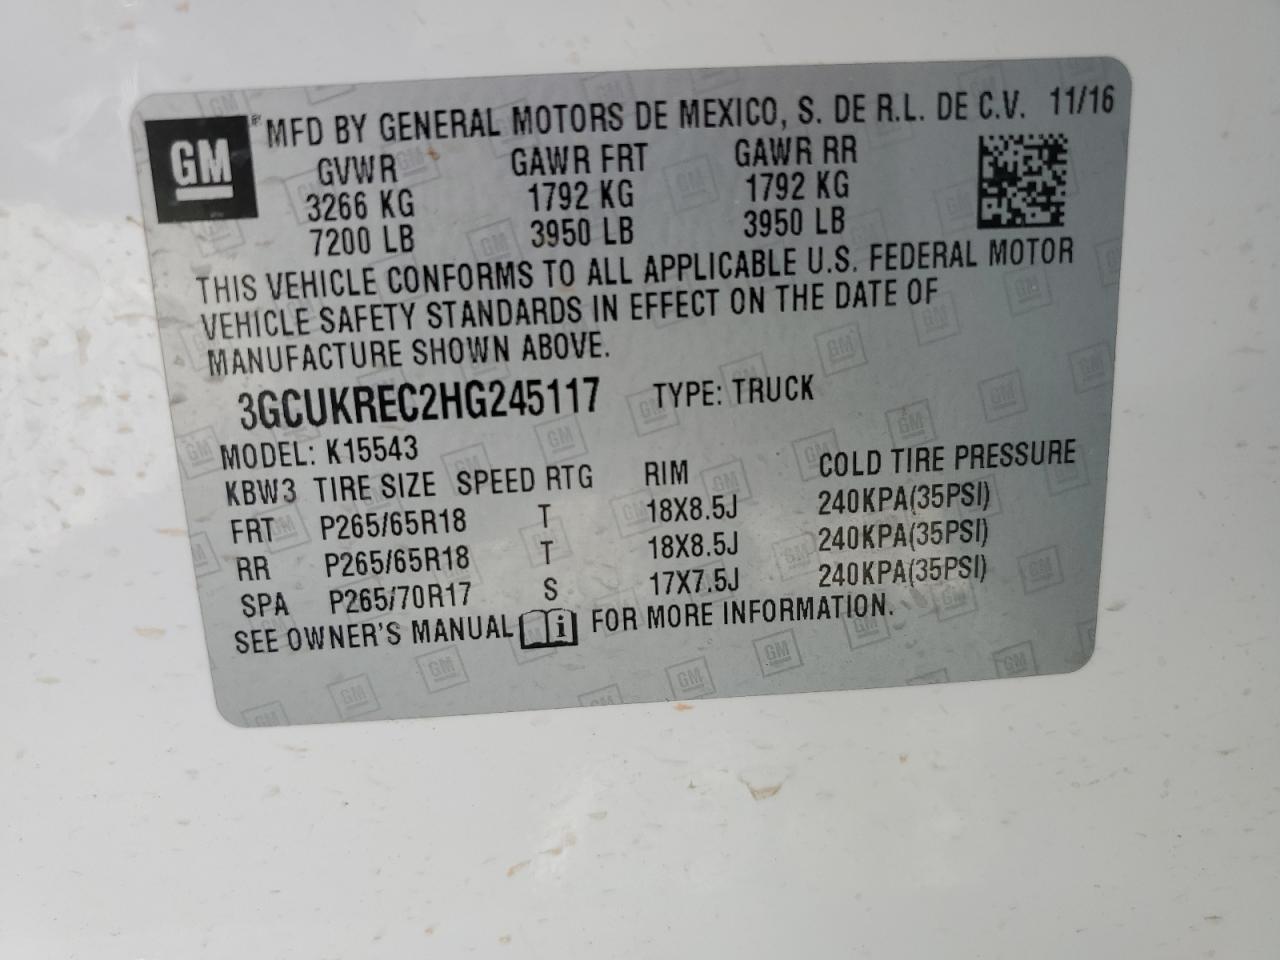 GM
MFD BY GENERAL MOTORS DE MEXICO, S. DE R.L. DE C.V. 11/16
GVWR GAWR FRT GAWR RR
3266 KG 1792 KG 1792 KG
7200 LB 3950 LB 3950 LB
THIS VEHICLE CONFORMS TO ALL APPLICABLE U.S. FEDERAL MOTOR
VEHICLE SAFETY STANDARDS IN EFFECT ON THE DATE OF
MANUFACTURE SHOWN ABOVE.
3GCUKREC2HG245117 TYPE: TRUCK
MODEL: K15543
KBW3 TIRE SIZE SPEED RTG RIM COLD TIRE PRESSURE
FRT P265/65R18 T 18X8.5J 240KPA(35PSI)
RR P265/65R18 T 18X8.5J 240KPA(35PSI)
SPA P265/70R17 S 17X7.5J 240KPA(35PSI)
SEE OWNER'S MANUAL i FOR MORE INFORMATION.